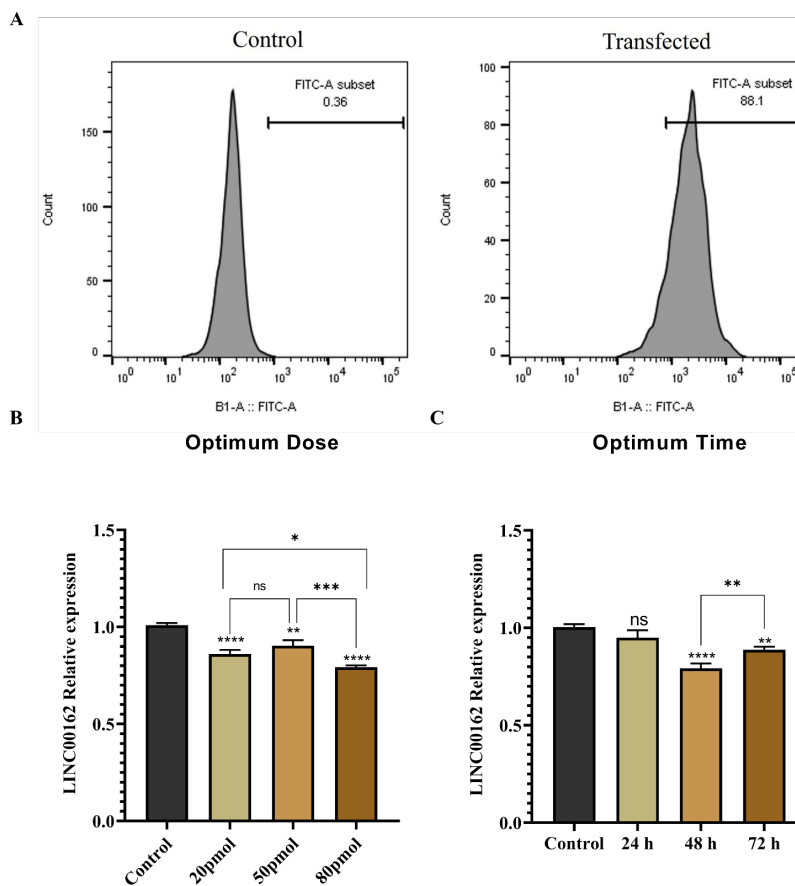 A
Control
FITC-A subset
0.36
150
100
50
0
Count
10^0 10^1 10^2 10^3 10^4 10^5
B1-A :: FITC-A
Transfected
FITC-A subset
88.1
100
80
60
40
20
0
Count
10^0 10^1 10^2 10^3 10^4 10^5
B1-A :: FITC-A
B
Optimum Dose
LINC00162 Relative expression
1.5
1.0
0.5
0.0
*
ns
***
****
**
****
Control
20pmol
50pmol
80pmol
C
Optimum Time
LINC00162 Relative expression
1.5
1.0
0.5
0.0
**
ns
****
**
Control 24 h 48 h 72 h